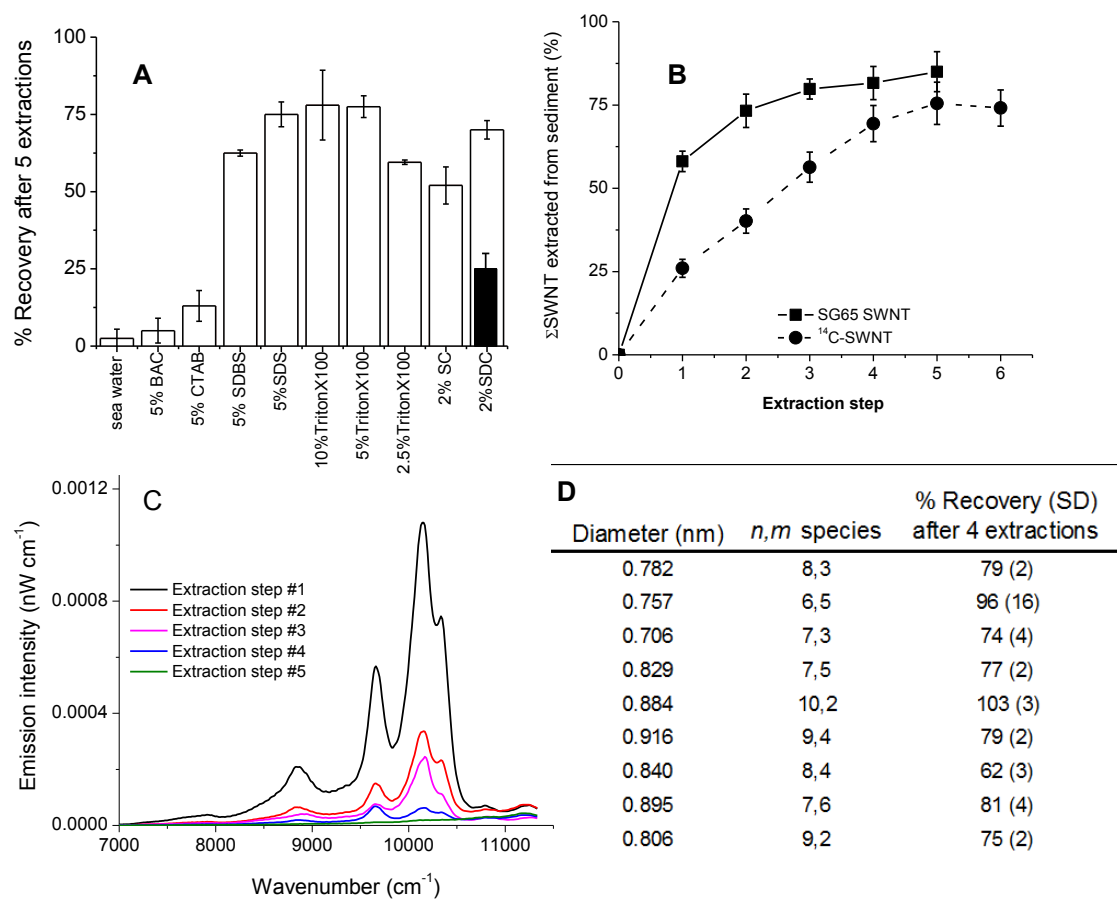 A
% Recovery after 5 extractions
100
75
50
25
0
sea water
5% BAC
5% CTAB
5% SDBS
5%SDS
10%TritonX100
5%TritonX100
2.5%TritonX100
2% SC
2%SDC
B
ΣSWNT extracted from sediment (%)
100
75
50
25
0
SG65 SWNT
¹⁴C-SWNT
0 1 2 3 4 5 6
Extraction step
C
Emission intensity (nW cm⁻¹)
0.0012
0.0008
0.0004
0.0000
Extraction step #1
Extraction step #2
Extraction step #3
Extraction step #4
Extraction step #5
7000 8000 9000 10000 11000
Wavenumber (cm⁻¹)
D
% Recovery (SD)
Diameter (nm) n,m species after 4 extractions
0.782 8,3 79 (2)
0.757 6,5 96 (16)
0.706 7,3 74 (4)
0.829 7,5 77 (2)
0.884 10,2 103 (3)
0.916 9,4 79 (2)
0.840 8,4 62 (3)
0.895 7,6 81 (4)
0.806 9,2 75 (2)